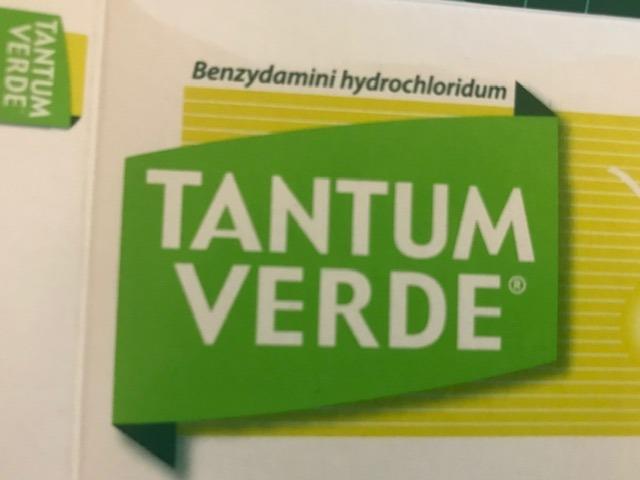 TANTUM
VERDE
Benzydamini hydrochloridum
TANTUM
VERDE®